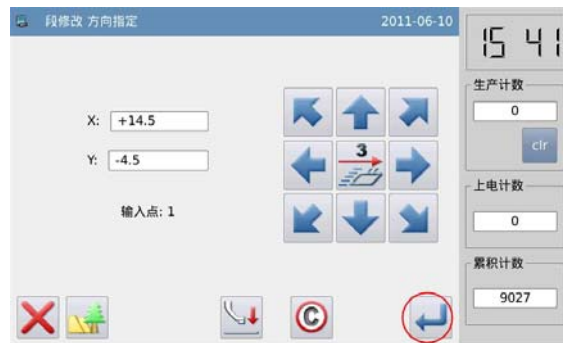 段修改 方向指定 2011-06-10
15 41
生产计数
0
clr
X: +14.5
Y: -4.5
3
上电计数
输入点: 1
0
累积计数
9027
C